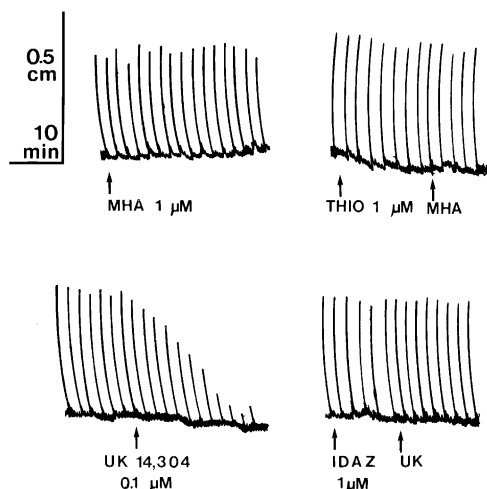 0.5
cm
10
min
MHA 1 µM
THIO 1 µM MHA
UK 14,304
0.1 µM
IDAZ UK
1µM